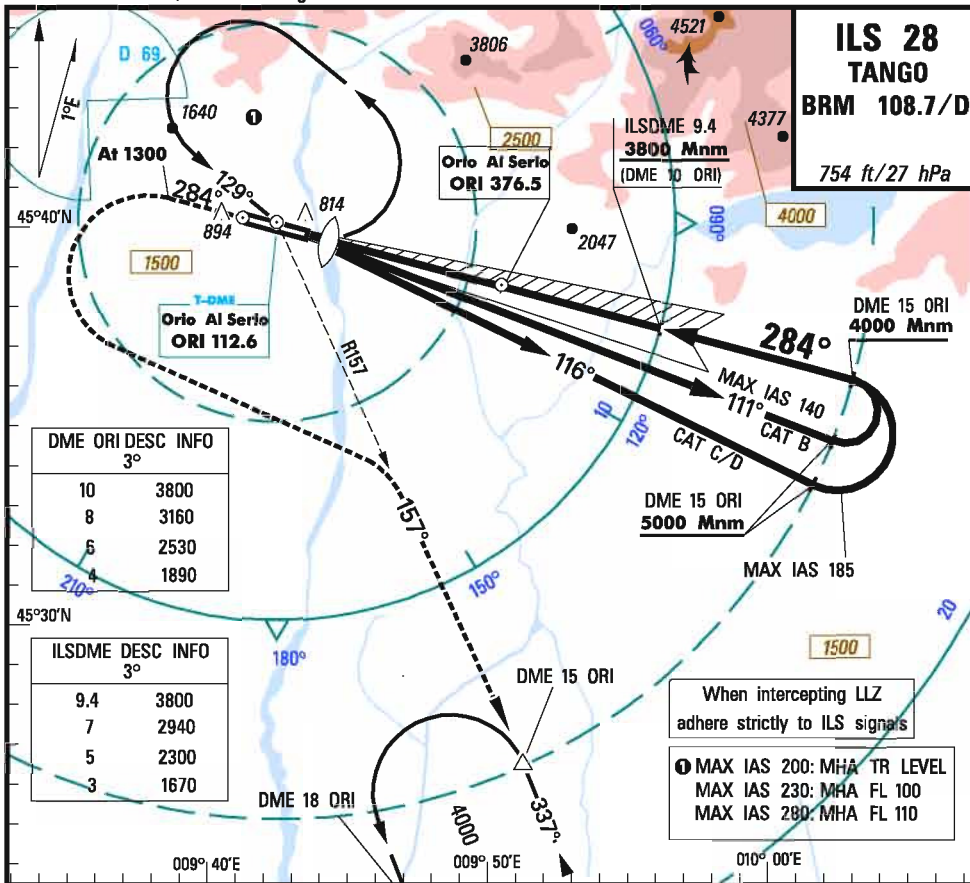 ILS 28
TANGO
BRM 108.7/D
754 ft/27 hPa
D 69
1°E
1640
❶
3806
4521
060°
4377
2500
ILSDME 9.4
3800 Mnm
(DME 10 ORI)
At 1300
129°
284°
Orio Al Serio
ORI 376.5
45°40'N
894
814
2047
090°
4000
1500
T-DME
Orio Al Serio
ORI 112.6
DME 15 ORI
4000 Mnm
284°
R157
116°
MAX IAS 140
111°
CAT B
10
120°
CAT C/D
DME ORI DESC INFO
3°
10 3800
8 3160
6 2530
4 1890
DME 15 ORI
5000 Mnm
157°
MAX IAS 185
210°
150°
20
45°30'N
180°
1500
ILSDME DESC INFO
3°
9.4 3800
7 2940
5 2300
3 1670
DME 15 ORI
When intercepting LLZ
adhere strictly to ILS signals
❶ MAX IAS 200: MHA TR LEVEL
MAX IAS 230: MHA FL 100
MAX IAS 280: MHA FL 110
DME 18 ORI
4000
337°
009° 40'E
009° 50'E
010° 00'E